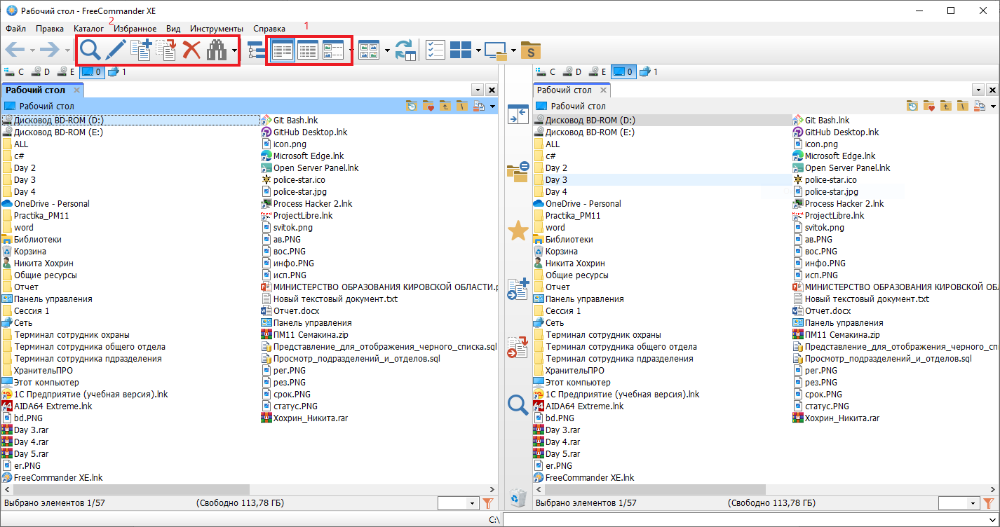 Рабочий стол - FreeCommander XE
Файл Правка Каталог Избранное Вид Инструменты Справка
2
1
S
C D E 0 1
C D E 0 1
Рабочий стол
Рабочий стол
Рабочий стол
Рабочий стол
Дисковод BD-ROM (D:)
Дисковод BD-ROM (E:)
ALL
c#
Day 2
Day 3
Day 4
OneDrive - Personal
Practika_PM11
word
Библиотеки
Корзина
Никита Хохрин
Общие ресурсы
Отчет
Панель управления
Сессия 1
Сеть
Терминал сотрудник охраны
Терминал сотрудника общего отдела
Терминал сотрудника пдразделения
ХранительПРО
Этот компьютер
1С Предприятие (учебная версия).lnk
AIDA64 Extreme.lnk
bd.PNG
Day 3.rar
Day 4.rar
Day 5.rar
er.PNG
FreeCommander XE.lnk
Git Bash.lnk
GitHub Desktop.lnk
icon.png
Microsoft Edge.lnk
Open Server Panel.lnk
police-star.ico
police-star.jpg
Process Hacker 2.lnk
ProjectLibre.lnk
svitok.png
ав.PNG
вос.PNG
инфо.PNG
исп.PNG
МИНИСТЕРСТВО ОБРАЗОВАНИЯ КИРОВСКОЙ ОБЛАСТИ.p
Новый текстовый документ.txt
Отчет.docx
Панель управления
ПМ11 Семакина.zip
Представление_для_отображения_черного_списка.sql
Просмотр_подразделений_и_отделов.sql
рег.PNG
рез.PNG
срок.PNG
статус.PNG
Хохрин_Никита.rar
Дисковод BD-ROM (D:)
Дисковод BD-ROM (E:)
ALL
c#
Day 2
Day 3
Day 4
OneDrive - Personal
Practika_PM11
word
Библиотеки
Корзина
Никита Хохрин
Общие ресурсы
Отчет
Панель управления
Сессия 1
Сеть
Терминал сотрудник охраны
Терминал сотрудника общего отдела
Терминал сотрудника пдразделения
ХранительПРО
Этот компьютер
1С Предприятие (учебная версия).lnk
AIDA64 Extreme.lnk
bd.PNG
Day 3.rar
Day 4.rar
Day 5.rar
er.PNG
FreeCommander XE.lnk
Git Bash.lnk
GitHub Desktop.lnk
icon.png
Microsoft Edge.lnk
Open Server Panel.lnk
police-star.ico
police-star.jpg
Process Hacker 2.lnk
ProjectLibre.lnk
svitok.png
ав.PNG
вос.PNG
инфо.PNG
исп.PNG
МИНИСТЕРСТВО ОБРАЗОВАНИЯ КИРОВСКОЙ ОБЛ
Новый текстовый документ.txt
Отчет.docx
Панель управления
ПМ11 Семакина.zip
Представление_для_отображения_черного_сп
Просмотр_подразделений_и_отделов.sql
рег.PNG
рез.PNG
срок.PNG
статус.PNG
Хохрин_Никита.rar
Выбрано элементов 1/57 (Свободно 113,78 ГБ)
Выбрано элементов 1/57 (Свободно 113,78 ГБ)
C:\